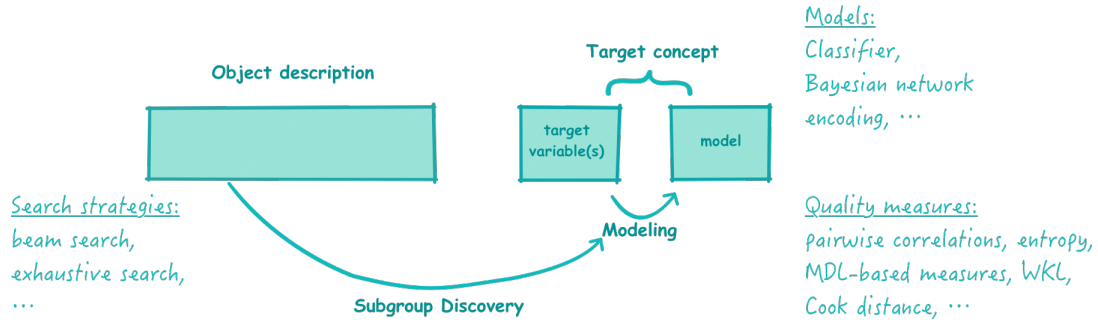 Object description
Target concept
target
variable(s)
model
Modeling
Subgroup Discovery
Search strategies:
beam search,
exhaustive search,
...
Models:
Classifier,
Bayesian network
encoding, ...
Quality measures:
pairwise correlations, entropy,
MDL-based measures, WKL,
Cook distance, ...